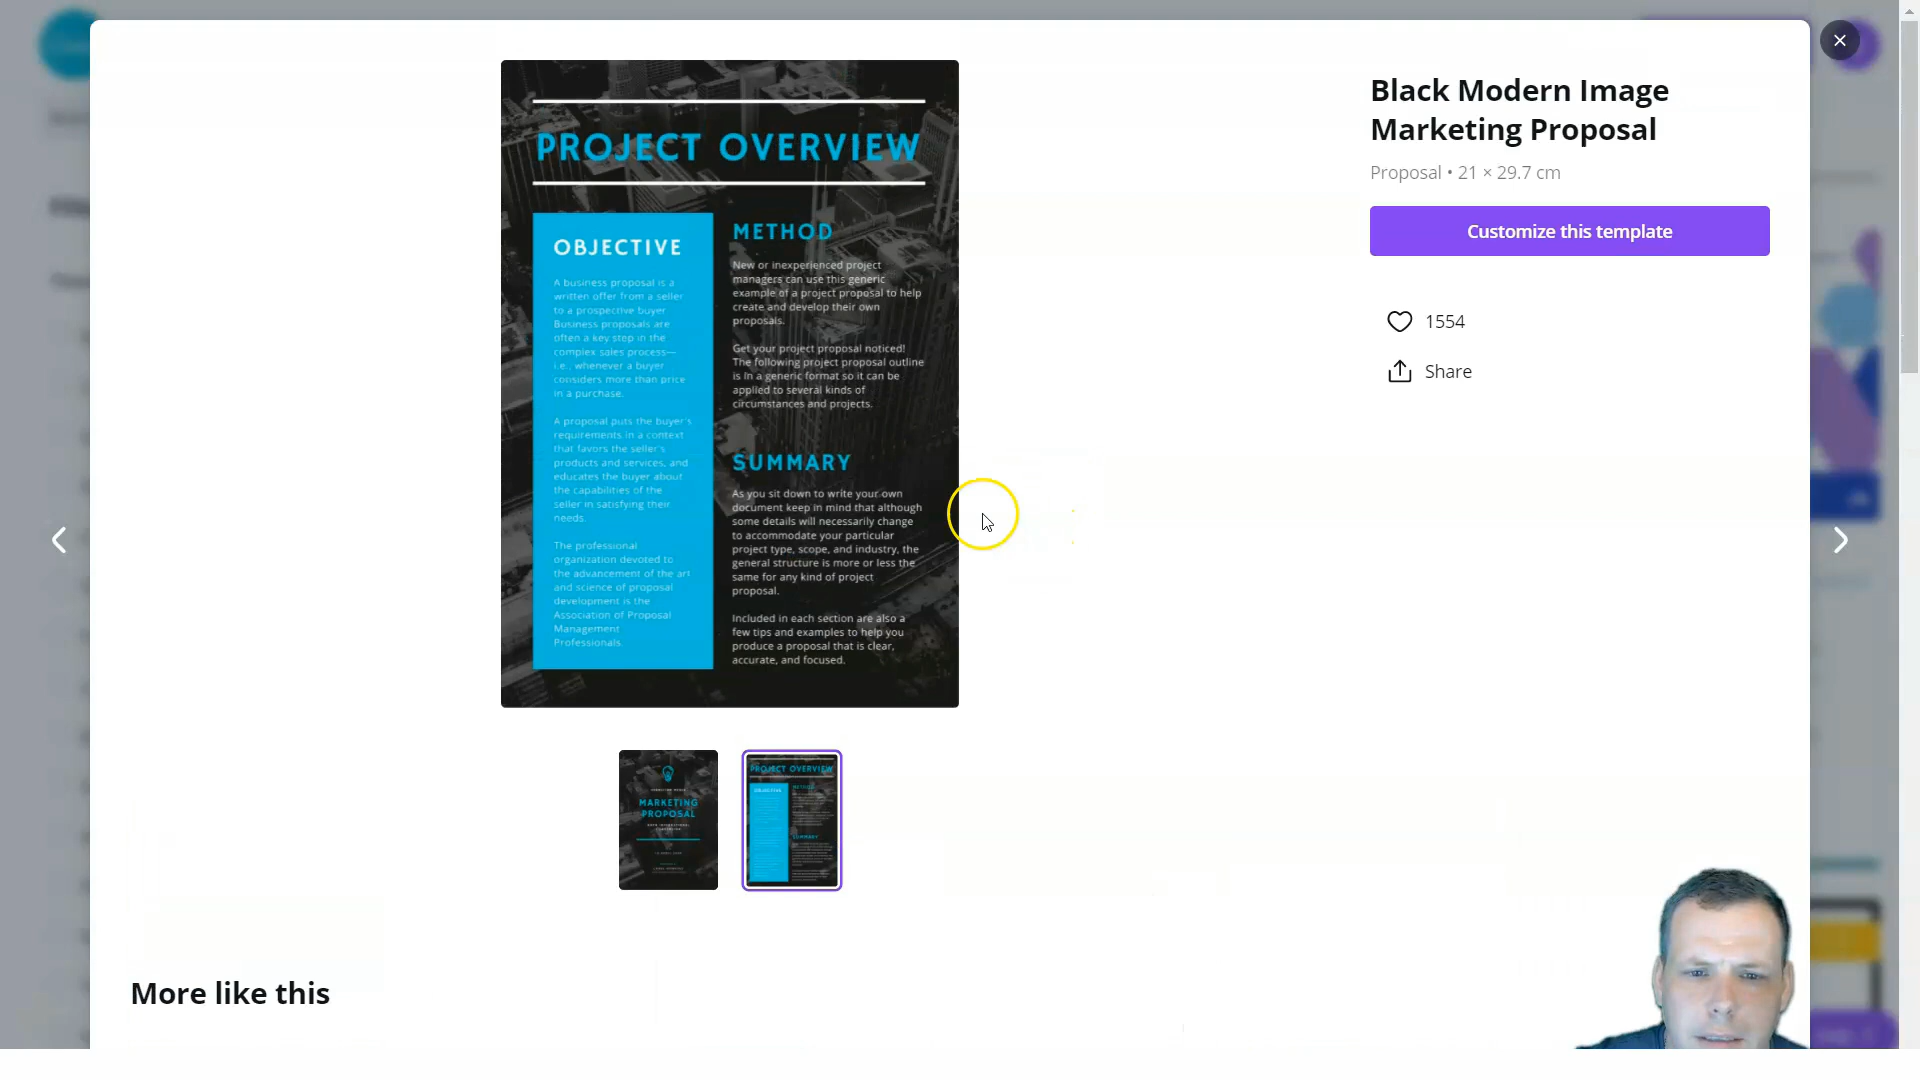 PROJECT OVERVIEW
OBJECTIVE
A business proposal is a
written offer from a seller
to a prospective buyer
Business proposals are
often a key step in the
complex sales process—
i.e., whenever a buyer
considers more than price
in a purchase.
A proposal puts the buyer's
requirements in a context
that favors the seller's
products and services, and
educates the buyer about
the capabilities of the
seller in satisfying their
needs.
The professional
organization devoted to
the advancement of the art
and science of proposal
development is the
Association of Proposal
Management
Professionals.
METHOD
New or inexperienced project
managers can use this generic
example of a project proposal to help
create and develop their own
proposals.
Get your project proposal noticed!
The following project proposal outline
is in a generic format so it can be
applied to several kinds of
circumstances and projects.
SUMMARY
As you sit down to write your own
document keep in mind that although
some details will necessarily change
to accommodate your particular
project type, scope, and industry, the
general structure is more or less the
same for any kind of project
proposal.
Included in each section are also a
few tips and examples to help you
produce a proposal that is clear,
accurate, and focused.
Black Modern Image
Marketing Proposal
Proposal • 21 × 29.7 cm
Customize this template
1554
Share
MARKETING
PROPOSAL
PROJECT OVERVIEW
OBJECTIVE
METHOD
SUMMARY
More like this